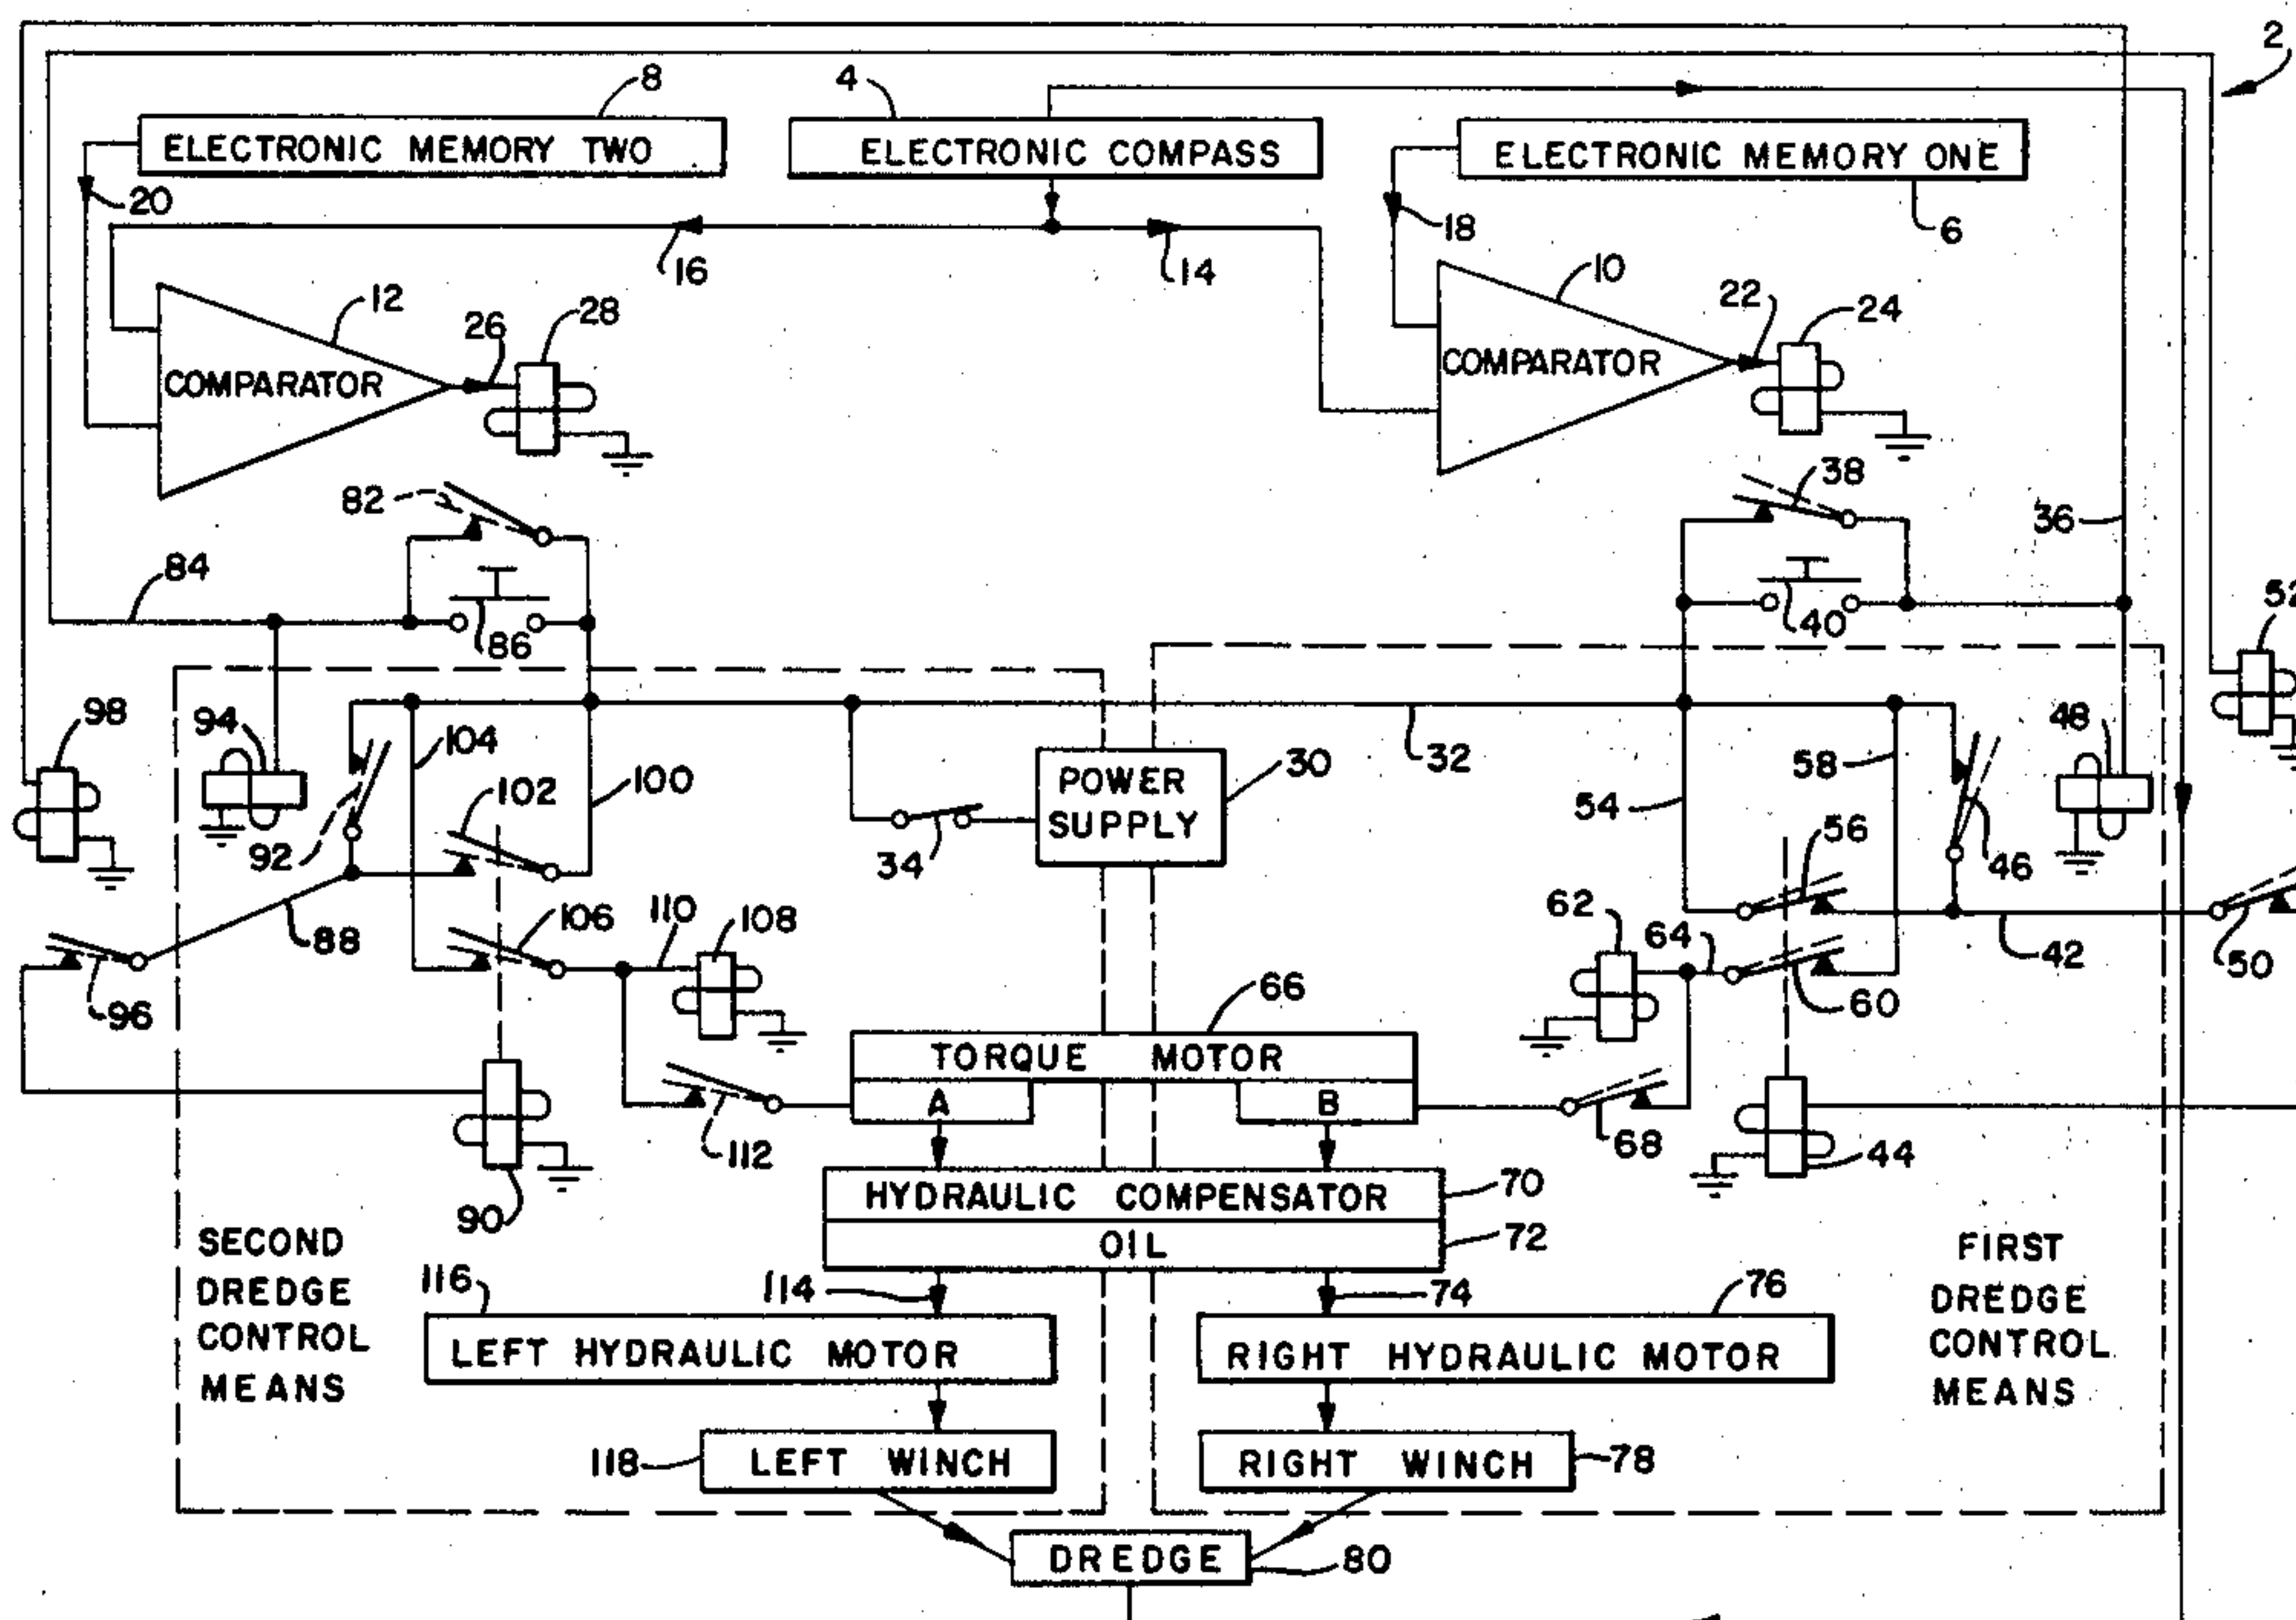 2
8
4
ELECTRONIC MEMORY TWO
ELECTRONIC COMPASS
ELECTRONIC MEMORY ONE
20
18
6
16
14
12
10
26
28
22
24
COMPARATOR
COMPARATOR
82
38
36
84
86
40
52
98
94
104
102
100
POWER
SUPPLY
30
32
58
48
54
92
34
56
46
88
106
110
108
62
64
42
50
96
60
66
TORQUE MOTOR
A
B
112
68
44
90
HYDRAULIC COMPENSATOR
70
OIL
72
SECOND
DREDGE
CONTROL
MEANS
FIRST
DREDGE
CONTROL
MEANS
116
114
74
76
LEFT HYDRAULIC MOTOR
RIGHT HYDRAULIC MOTOR
118
LEFT WINCH
RIGHT WINCH
78
DREDGE
80